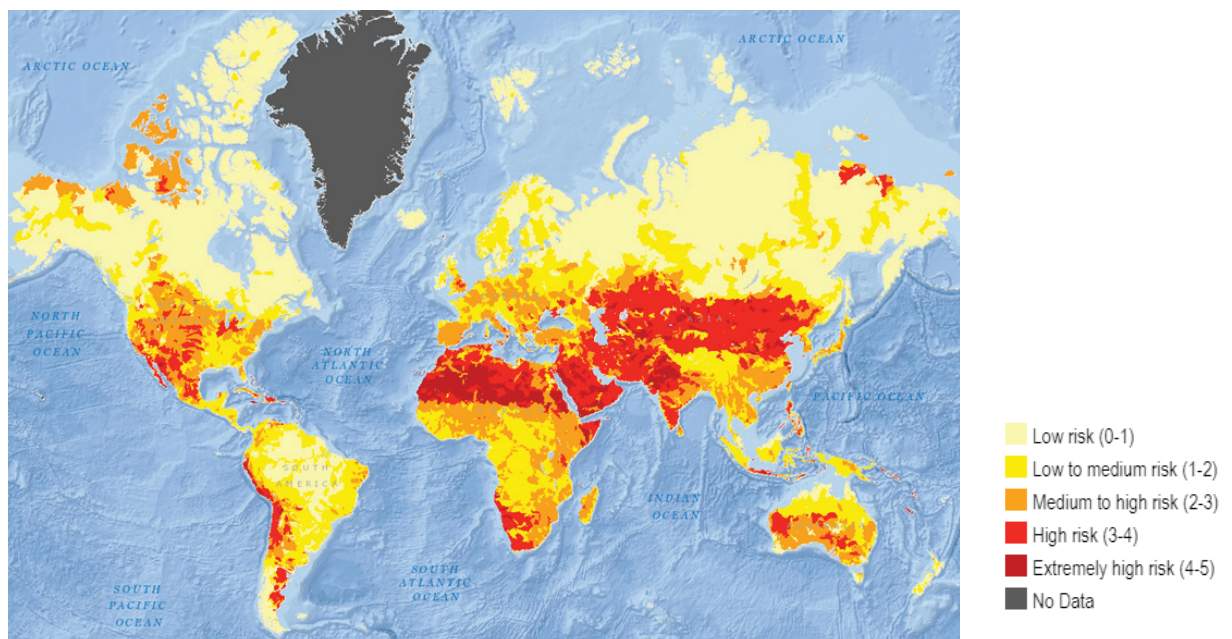 ARCTIC OCEAN
ARCTIC OCEAN
NORTH
PACIFIC
OCEAN
NORTH
ATLANTIC
OCEAN
ASIA
PACIFIC OCEAN
SOUTH
AMERICA
INDIAN
OCEAN
SOUTH
ATLANTIC
OCEAN
SOUTH
PACIFIC
OCEAN
Low risk (0-1)
Low to medium risk (1-2)
Medium to high risk (2-3)
High risk (3-4)
Extremely high risk (4-5)
No Data